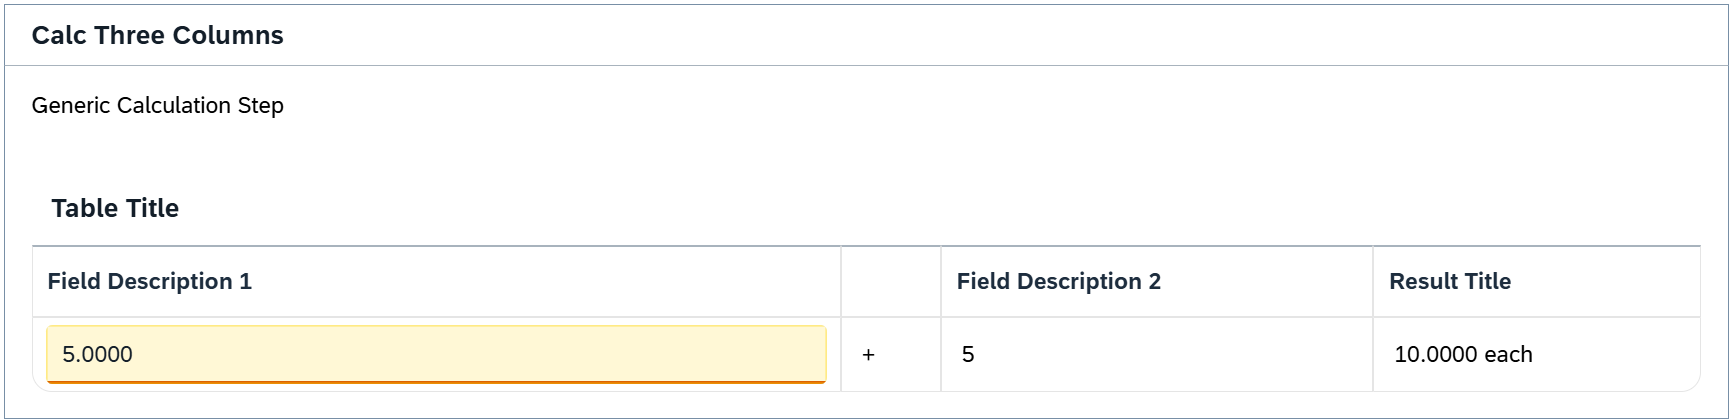 Calc Three Columns
Generic Calculation Step
Table Title
Field Description 1 Field Description 2 Result Title
5.0000 + 5 10.0000 each